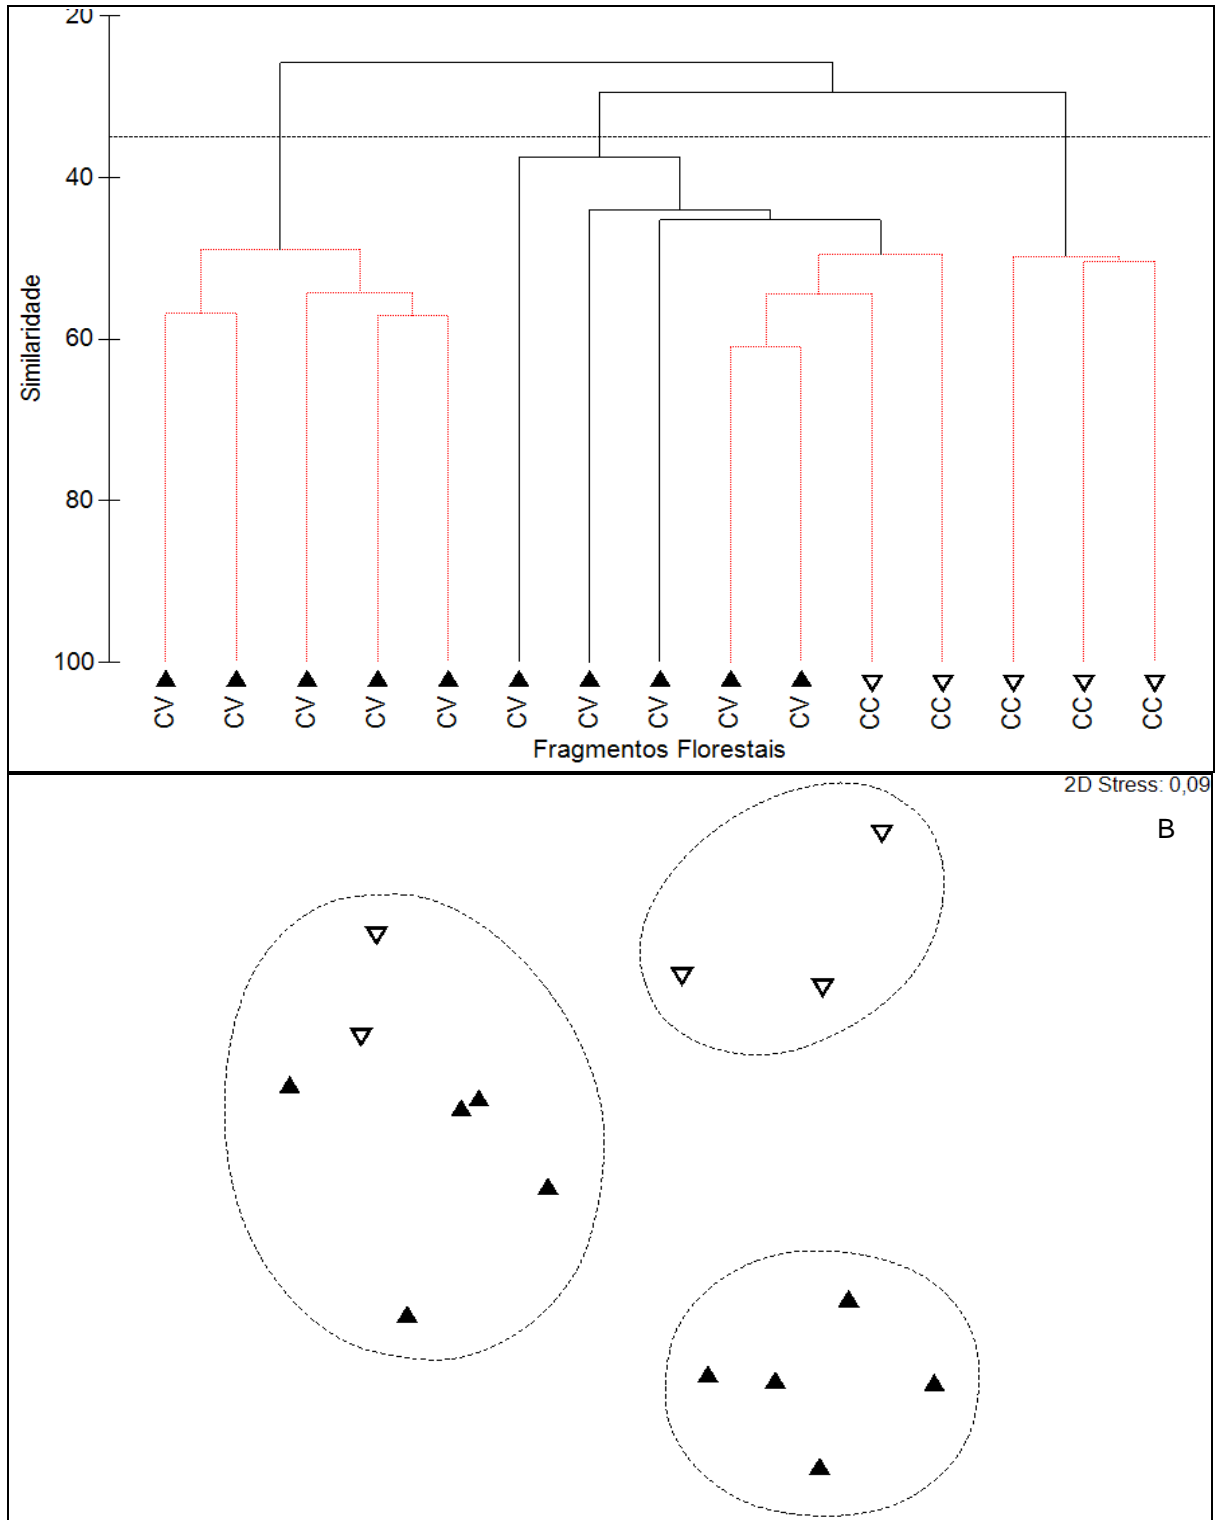 20
40
60
80
100
Similaridade
CV CV CV CV CV CV CV CV CV CV CC CC CC CC CC
Fragmentos Florestais
2D Stress: 0,09
B